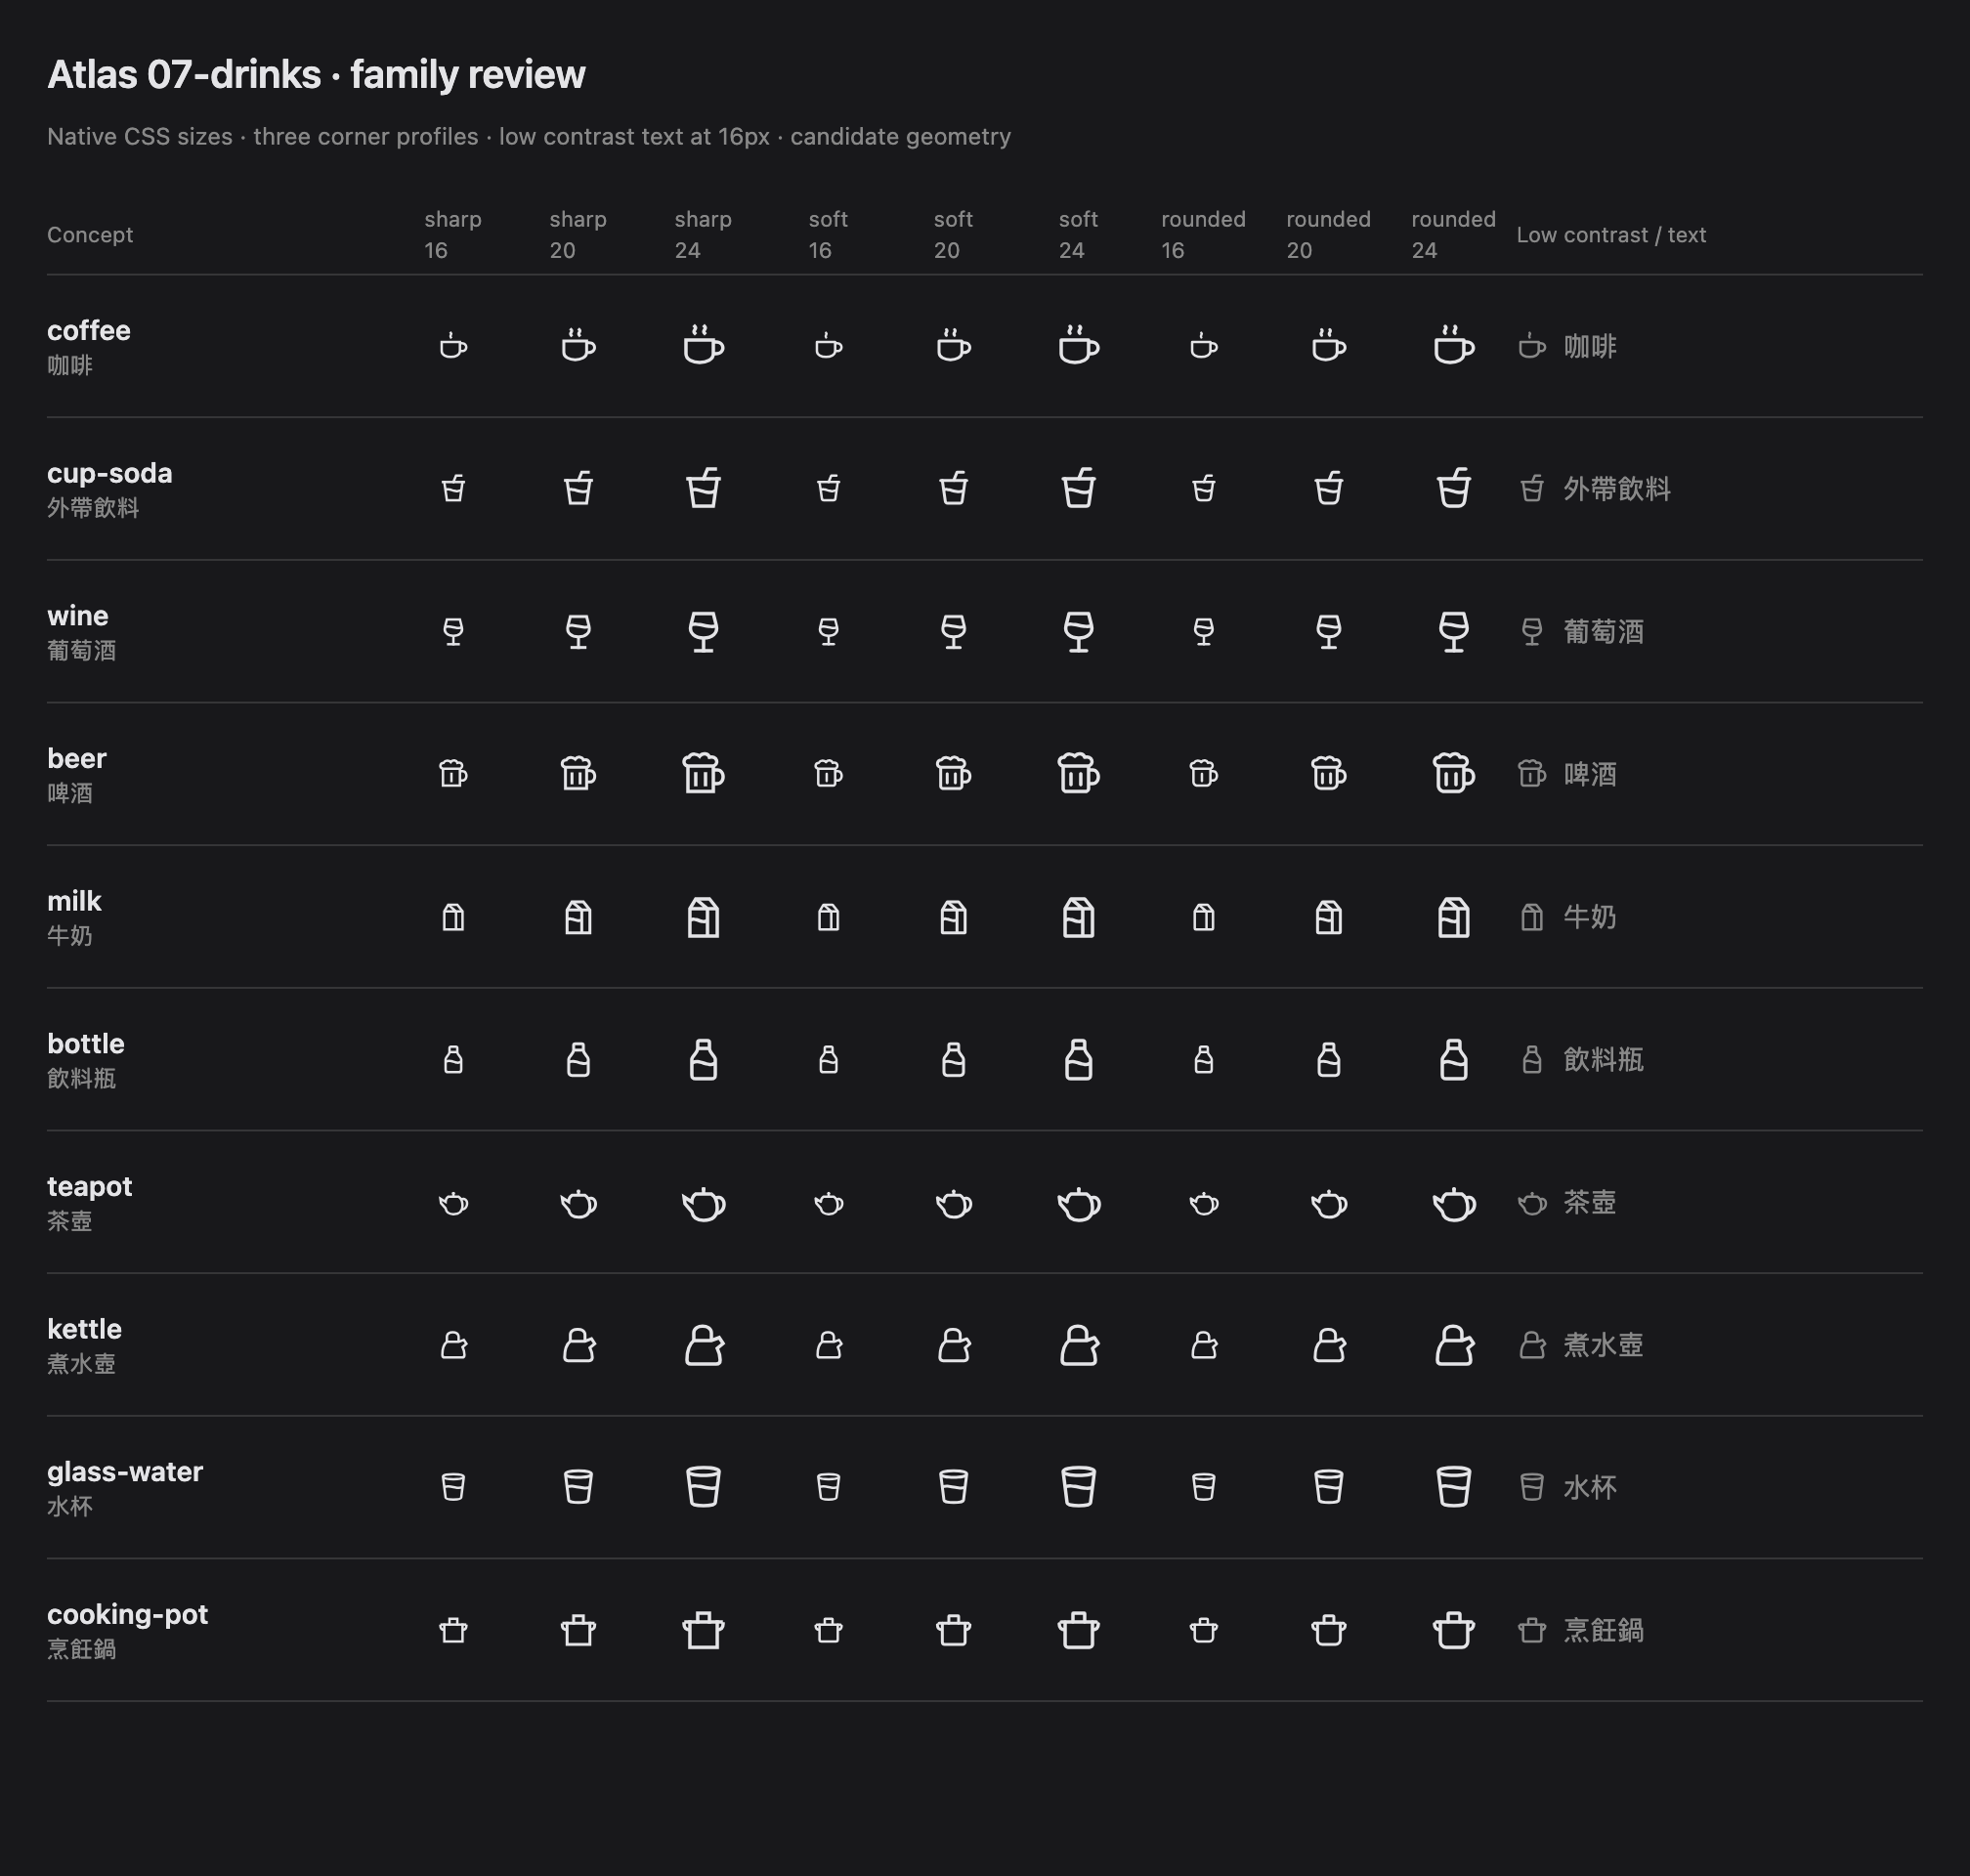 Atlas 07-drinks · family review
Native CSS sizes · three corner profiles · low contrast text at 16px · candidate geometry
Concept
sharp 16
sharp 20
sharp 24
soft 16
soft 20
soft 24
rounded 16
rounded 20
rounded 24
Low contrast / text
coffee
咖啡
咖啡
cup-soda
外帶飲料
外帶飲料
wine
葡萄酒
葡萄酒
beer
啤酒
啤酒
milk
牛奶
牛奶
bottle
飲料瓶
飲料瓶
teapot
茶壺
茶壺
kettle
煮水壺
煮水壺
glass-water
水杯
水杯
cooking-pot
烹飪鍋
烹飪鍋